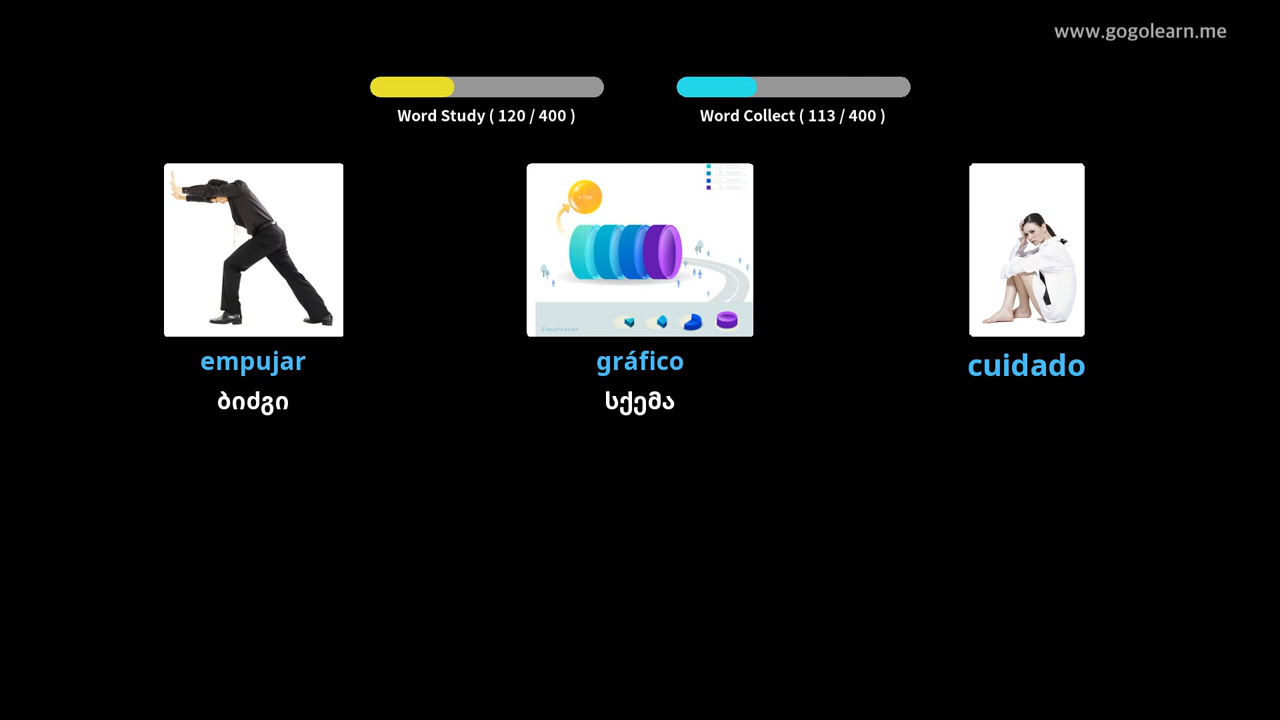 www.gogolearn.me
Word Study ( 120 / 400 )
Word Collect ( 113 / 400 )
empujar
ბიძგი
gráfico
სქემა
cuidado